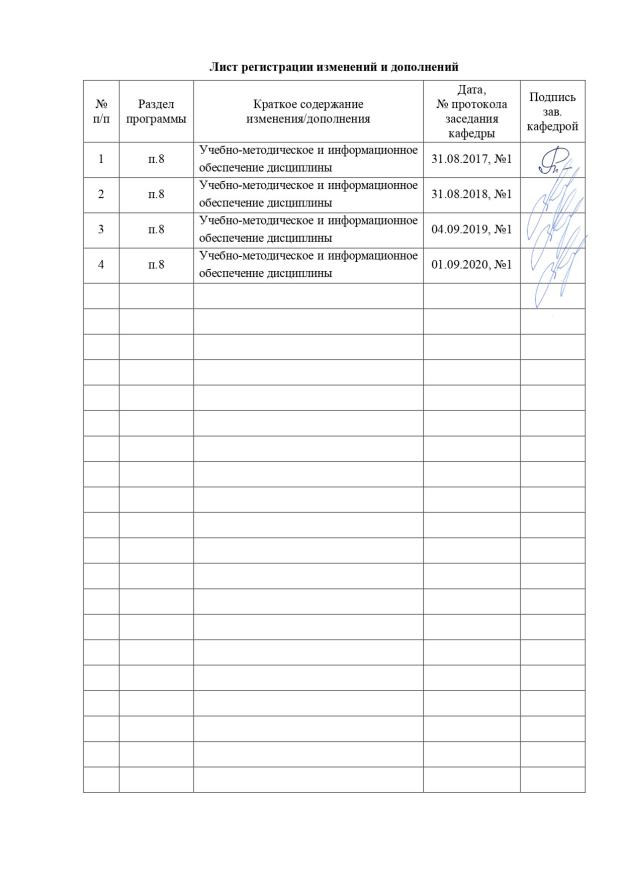 Лист регистрации изменений и дополнений
№
п/п
Раздел
программы
Краткое содержание
изменения/дополнения
Дата,
№ протокола
заседания
кафедры
Подпись
зав.
кафедрой
1
п.8
Учебно-методическое и информационное
обеспечение дисциплины
31.08.2017, №1
2
п.8
Учебно-методическое и информационное
обеспечение дисциплины
31.08.2018, №1
3
п.8
Учебно-методическое и информационное
обеспечение дисциплины
04.09.2019, №1
4
п.8
Учебно-методическое и информационное
обеспечение дисциплины
01.09.2020, №1